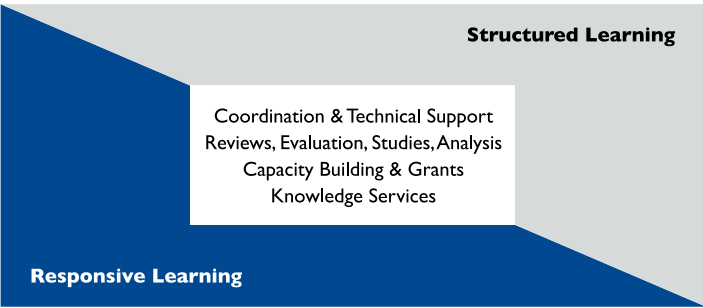 Structured Learning
Coordination & Technical Support
Reviews, Evaluation, Studies, Analysis
Capacity Building & Grants
Knowledge Services
Responsive Learning